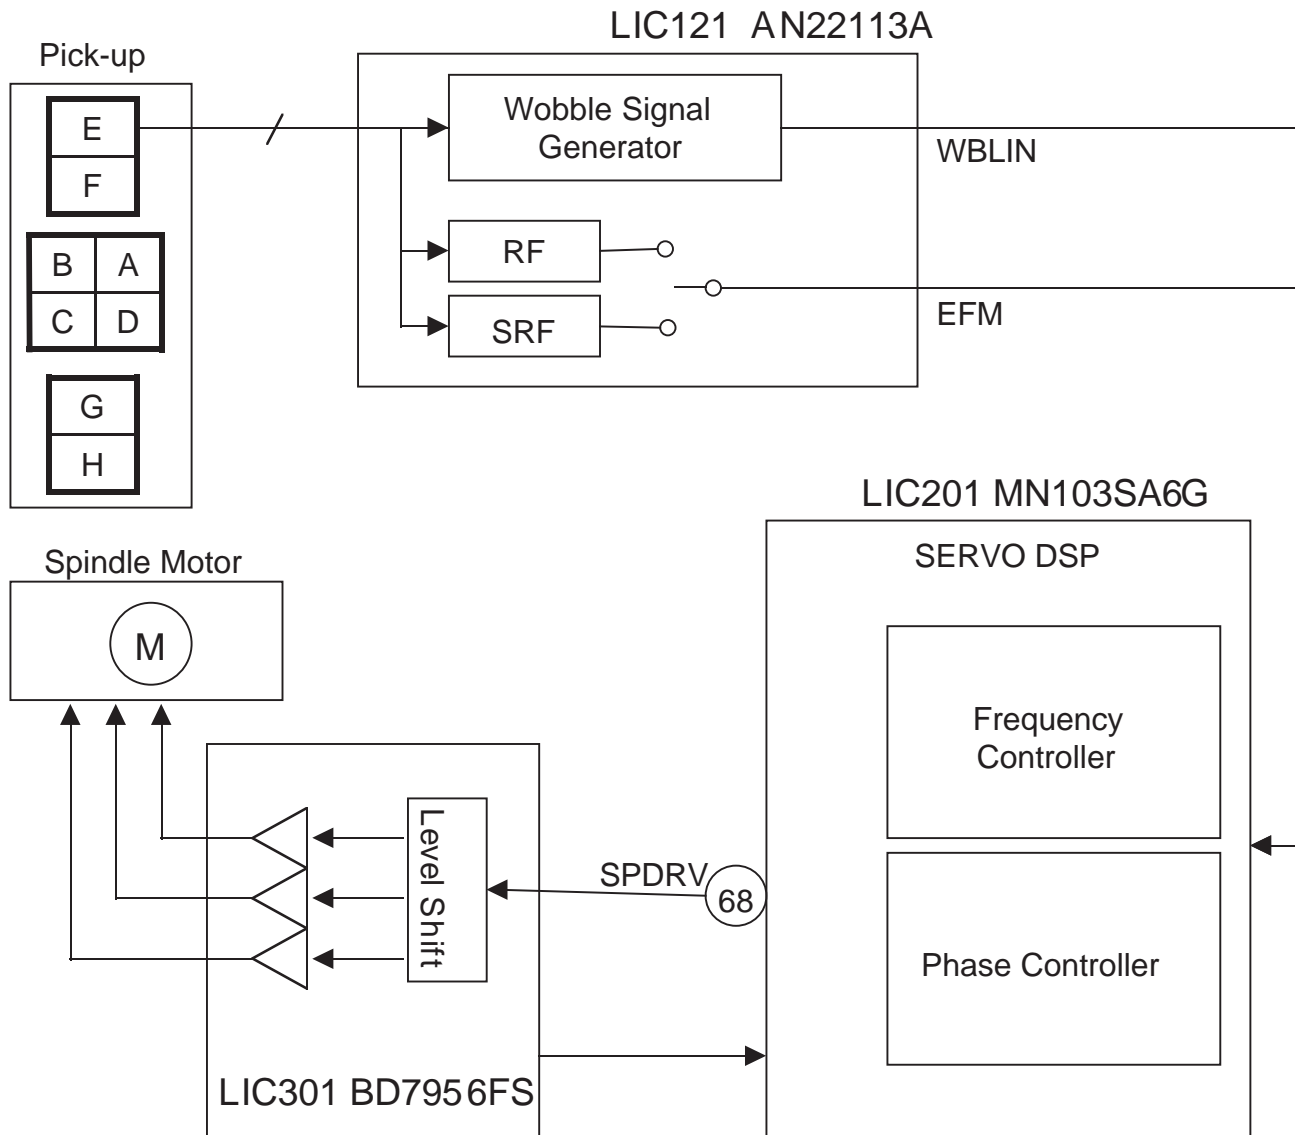 LIC121 AN22113A
Pick-up
E
F
B A
C D
G
H
Wobble Signal
Generator
RF
SRF
WBLIN
EFM
LIC201 MN103SA6G
SERVO DSP
Frequency
Controller
Phase Controller
Spindle Motor
M
Level Shift
SPDRV
68
LIC301 BD7956FS